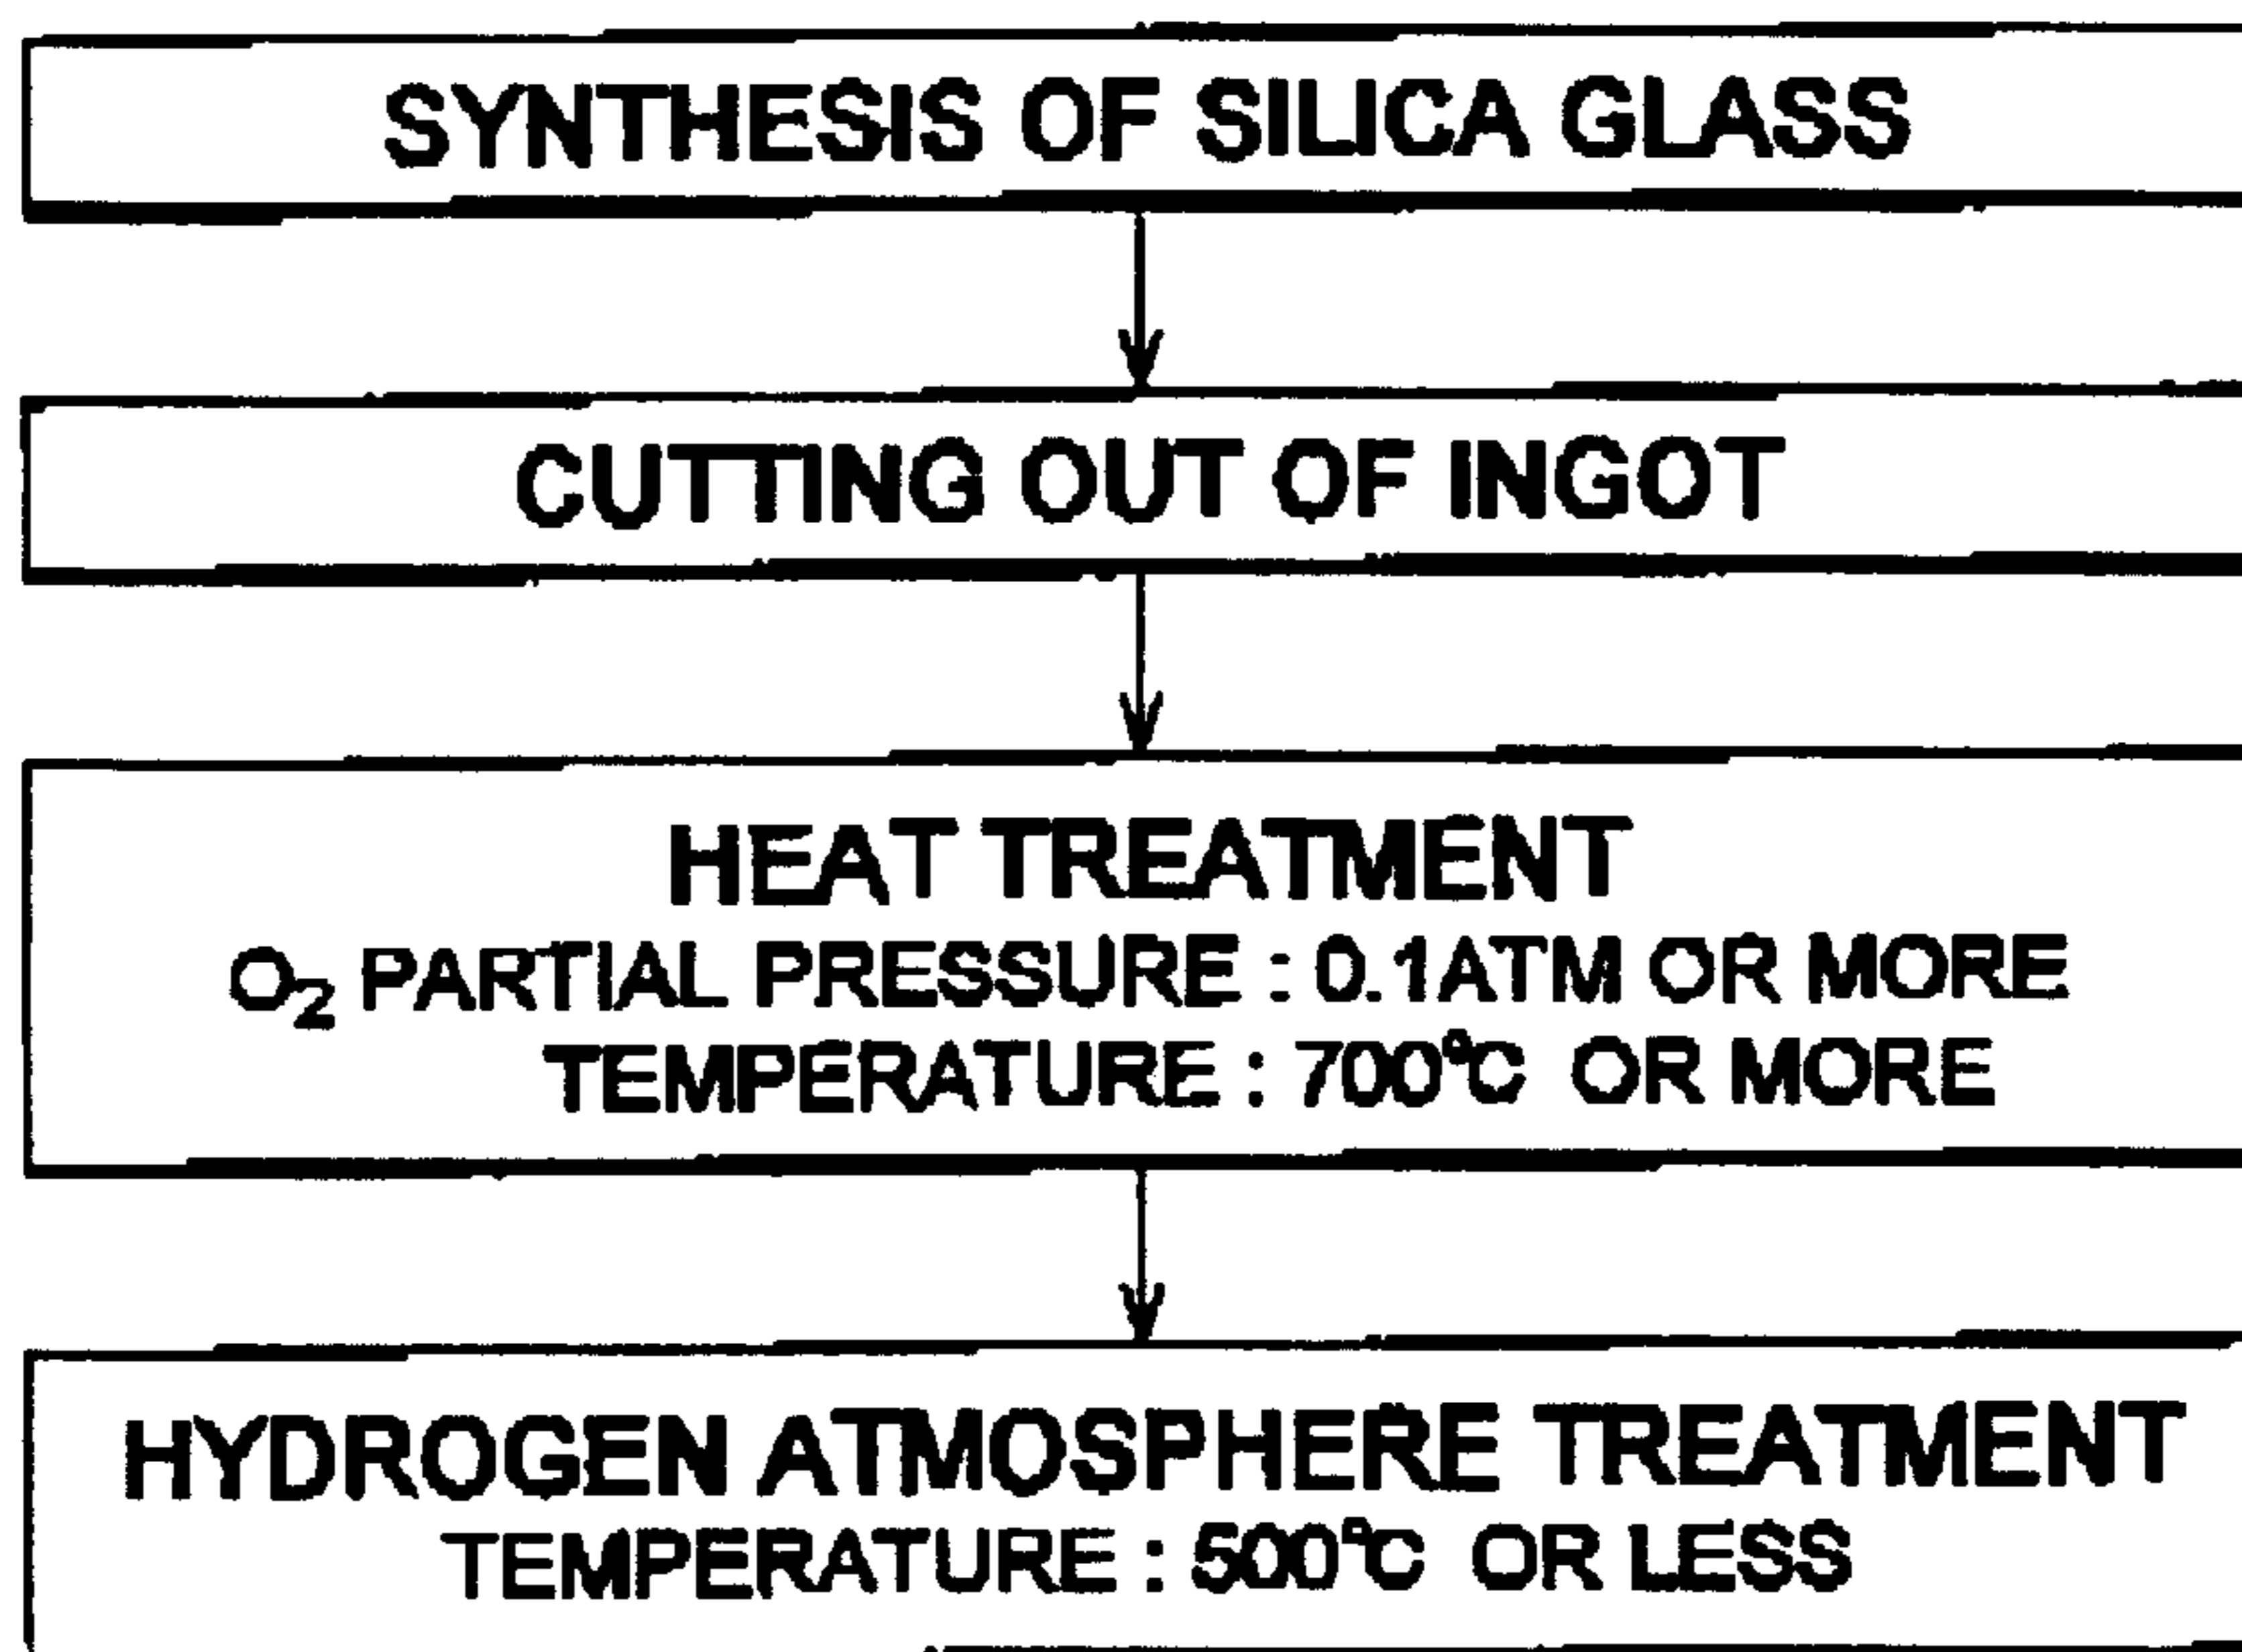 SYNTHESIS OF SILICA GLASS
CUTTING OUT OF INGOT
HEAT TREATMENT
O₂ PARTIAL PRESSURE : 0.1ATM OR MORE
TEMPERATURE : 700°C OR MORE
HYDROGEN ATMOSPHERE TREATMENT
TEMPERATURE : 500°C OR LESS